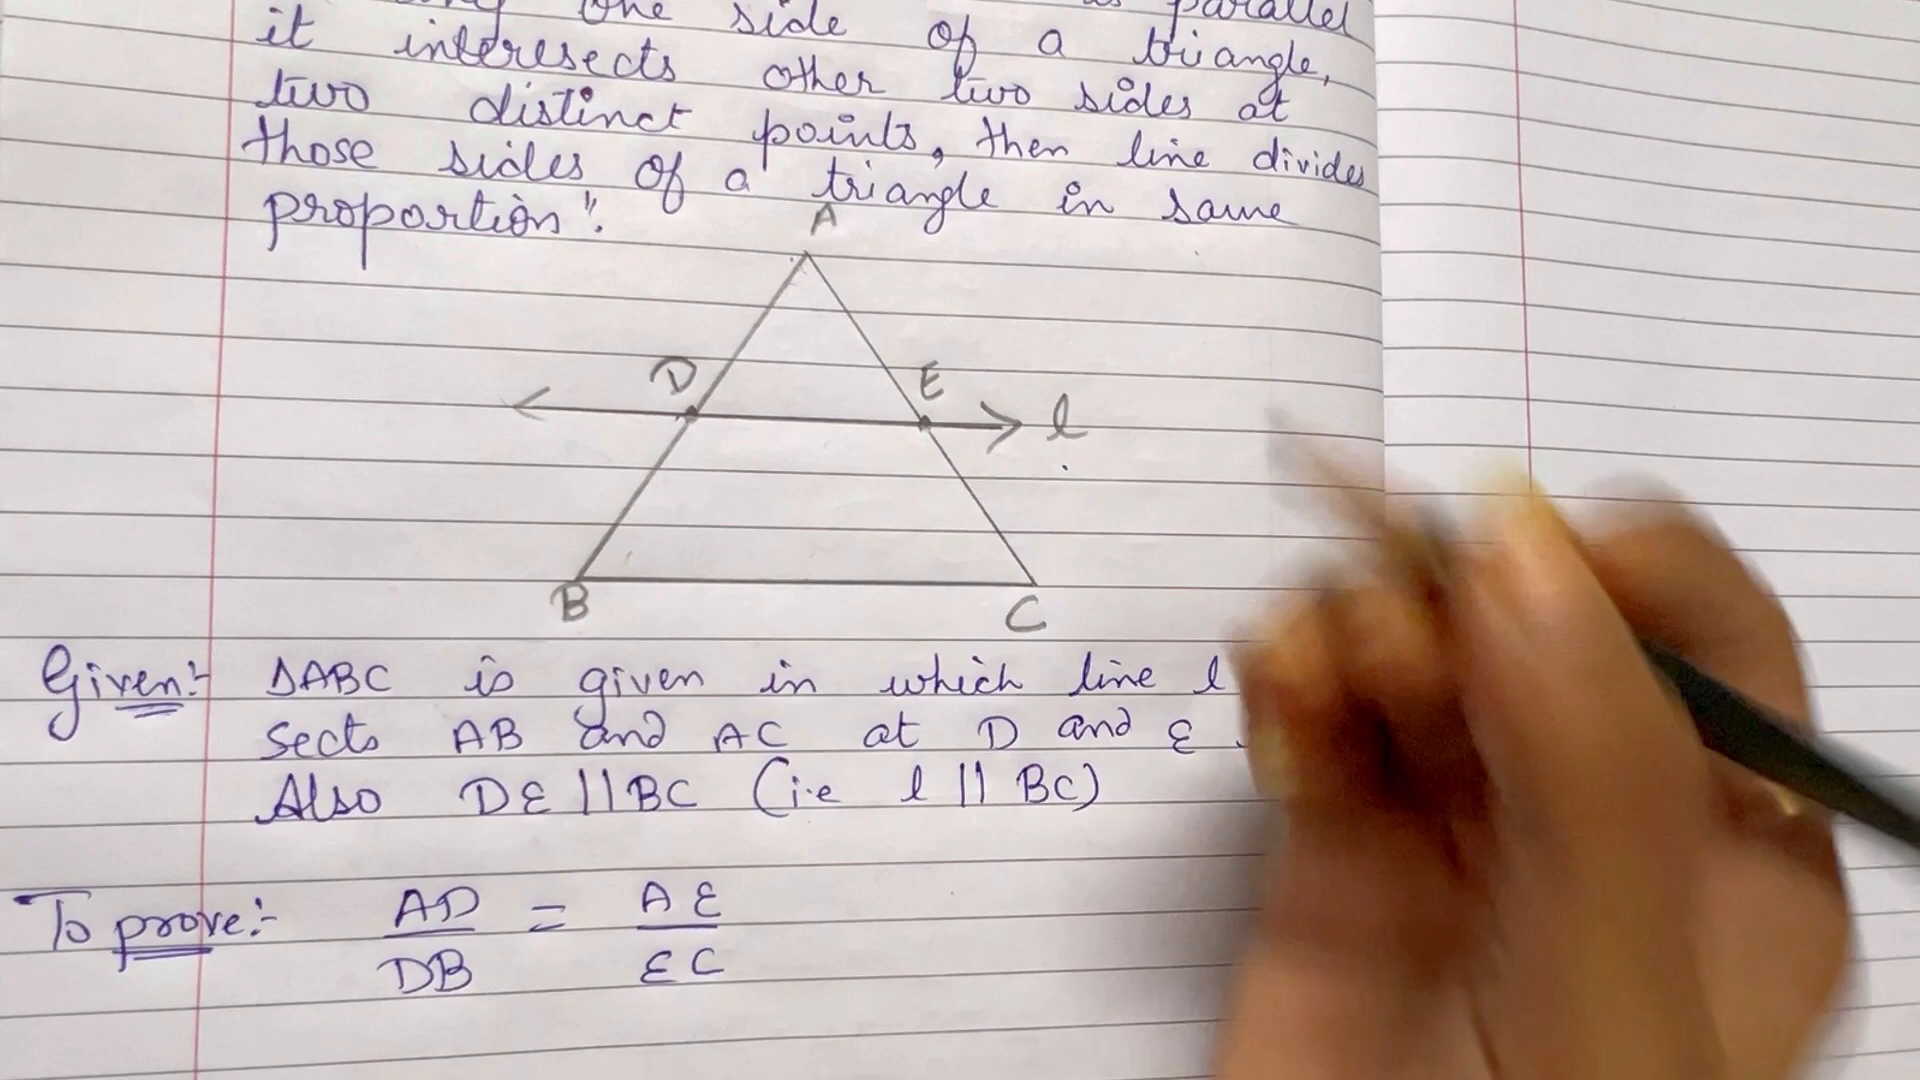 one side parallel
it interesects other two sides at
of a triangle,
two distinct points, then line divides
those sides of a triangle in same
proportion".
A
D
E
l
B
C
Given:- ΔABC is given in which line l
sects AB and AC at D and E.
Also DE || BC (i.e l || BC)
To prove:- AD/DB = AE/EC